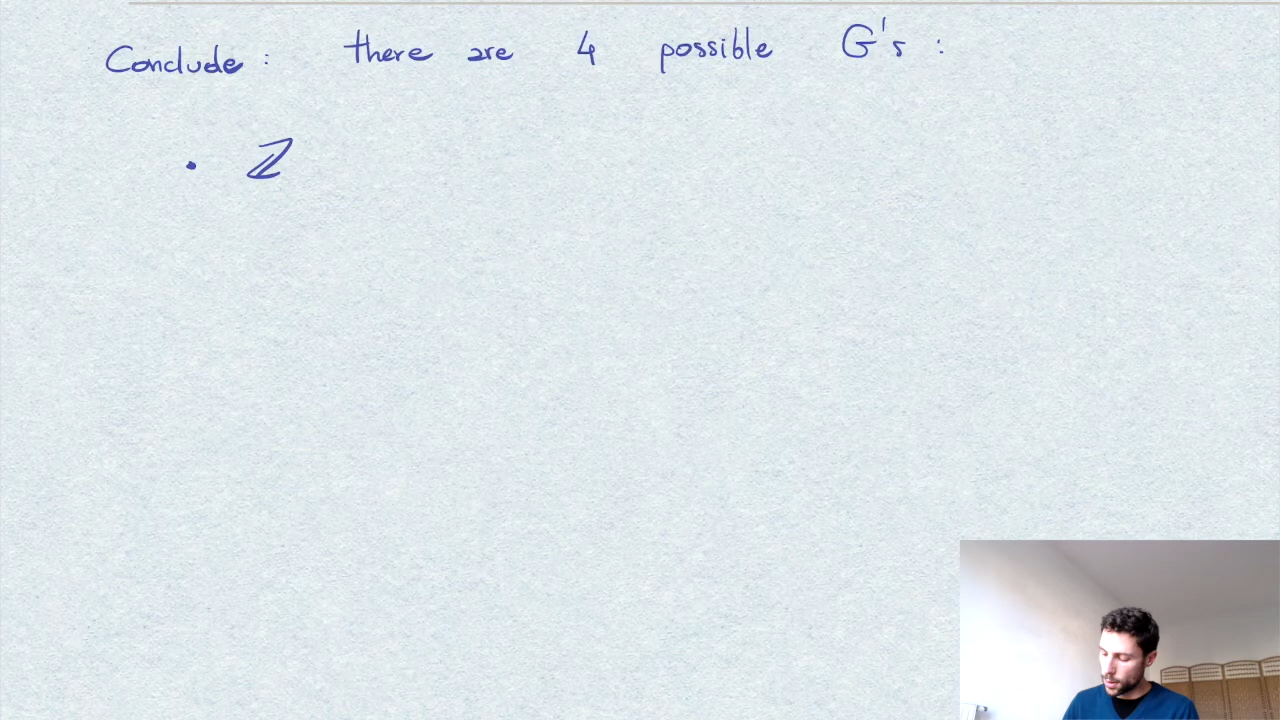 Conclude : there are 4 possible G's :
• ℤ